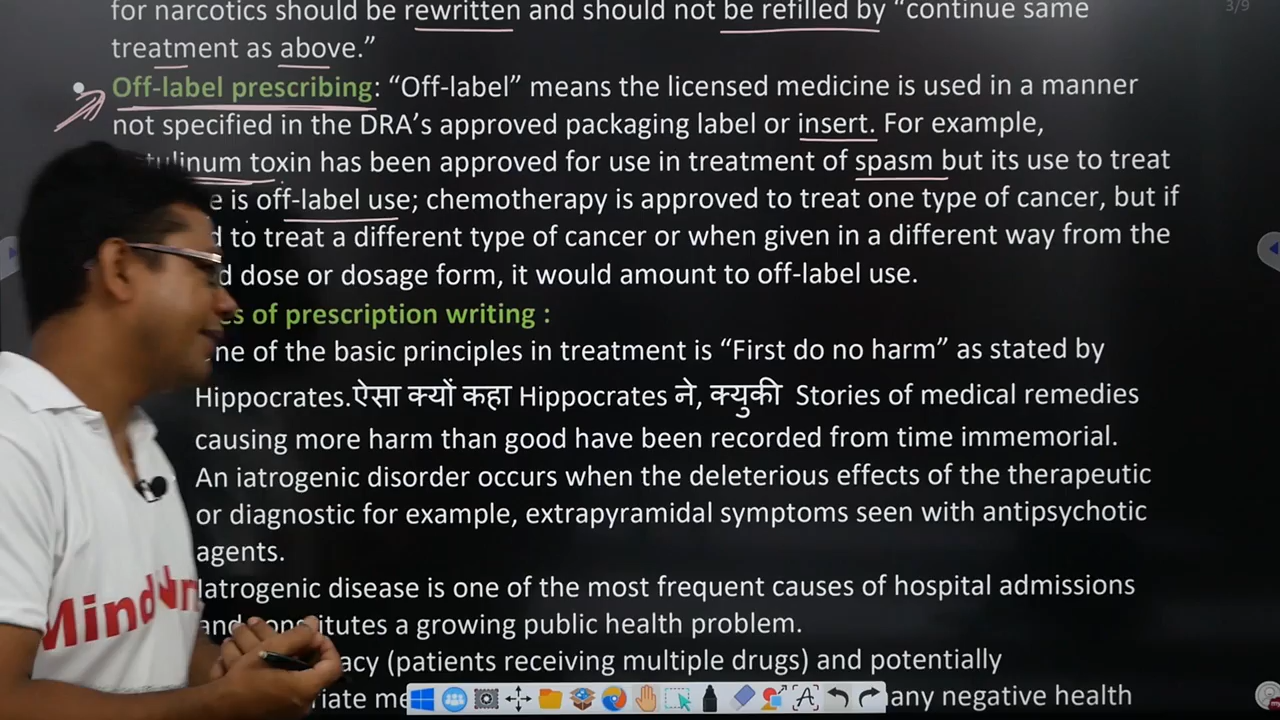 3/9
for narcotics should be rewritten and should not be refilled by “continue same
treatment as above.”
Off-label prescribing: “Off-label” means the licensed medicine is used in a manner
not specified in the DRA’s approved packaging label or insert. For example,
toxin has been approved for use in treatment of spasm but its use to treat
is off-label use; chemotherapy is approved to treat one type of cancer, but if
to treat a different type of cancer or when given in a different way from the
dose or dosage form, it would amount to off-label use.
of prescription writing :
of the basic principles in treatment is “First do no harm” as stated by
Hippocrates.ऐसा क्यों कहा Hippocrates ने, क्युकी Stories of medical remedies
causing more harm than good have been recorded from time immemorial.
An iatrogenic disorder occurs when the deleterious effects of the therapeutic
or diagnostic for example, extrapyramidal symptoms seen with antipsychotic
agents.
Iatrogenic disease is one of the most frequent causes of hospital admissions
and constitutes a growing public health problem.
(patients receiving multiple drugs) and potentially
any negative health